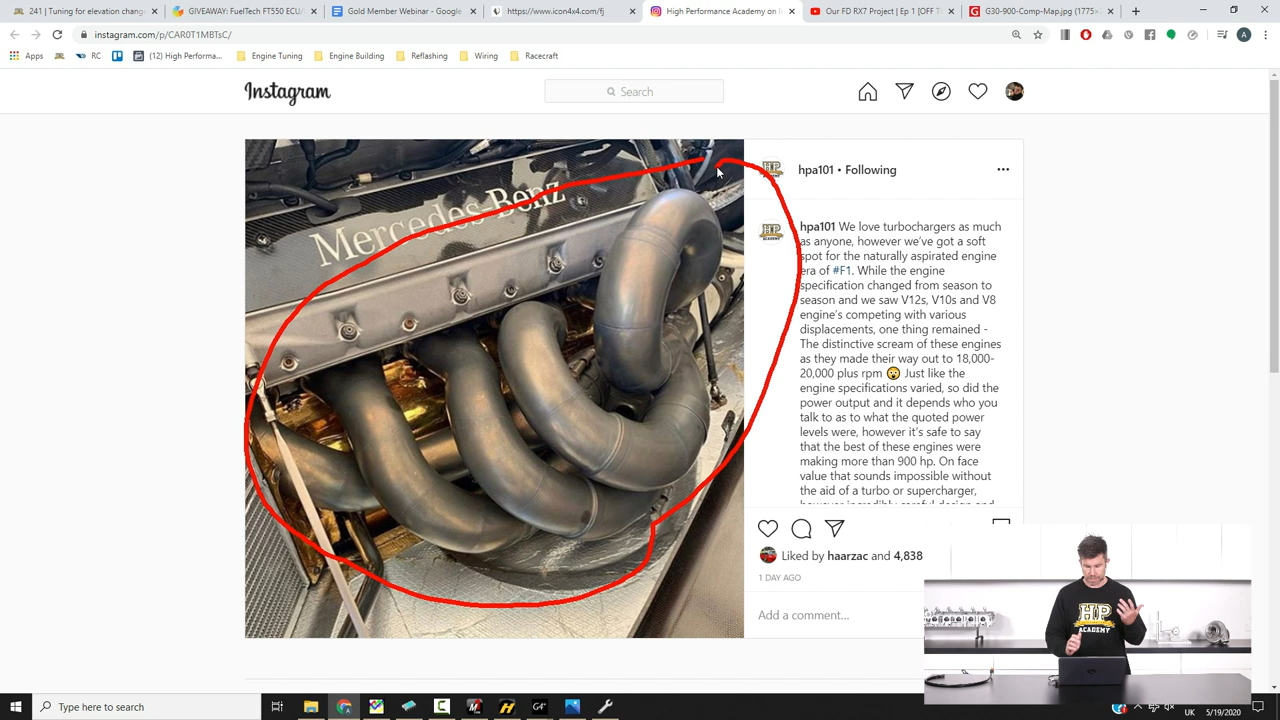 241 | Tuning for elevation chang
GIVEAWAY: FuelTech FT550 ECU
Gold Member Webinar - Google
https://www.icon4x4.com/fj
High Performance Academy on I
Our FD RX7 Project | Ep 1 [OFF T
G30-900-Comp-Map.jpg (1775×
instagram.com/p/CAR0T1MBTsC/
A
Apps
RC
(12) High Performa...
Engine Tuning
Engine Building
Reflashing
Wiring
Racecraft
Instagram
Search
Mercedes-Benz
HP
hpa101 • Following
HP
hpa101 We love turbochargers as much
as anyone, however we've got a soft
spot for the naturally aspirated engine
era of #F1. While the engine
specification changed from season to
season and we saw V12s, V10s and V8
engine's competing with various
displacements, one thing remained -
The distinctive scream of these engines
as they made their way out to 18,000-
20,000 plus rpm 😲 Just like the
engine specifications varied, so did the
power output and it depends who you
talk to as to what the quoted power
levels were, however it's safe to say
that the best of these engines were
making more than 900 hp. On face
value that sounds impossible without
the aid of a turbo or supercharger,
however incredibly careful design and
Liked by haarzac and 4,838
1 DAY AGO
Add a comment...
HP
ACADEMY
Type here to search
G4+
UK
5/19/2020